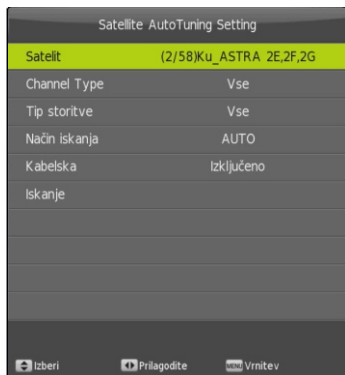 Satellite AutoTuning Setting
Satelit (2/58)Ku_ASTRA 2E,2F,2G
Channel Type Vse
Tip storitve Vse
Način iskanja AUTO
Kabelska Izključeno
Iskanje
Izberi Prilagodite MENU Vrnitev